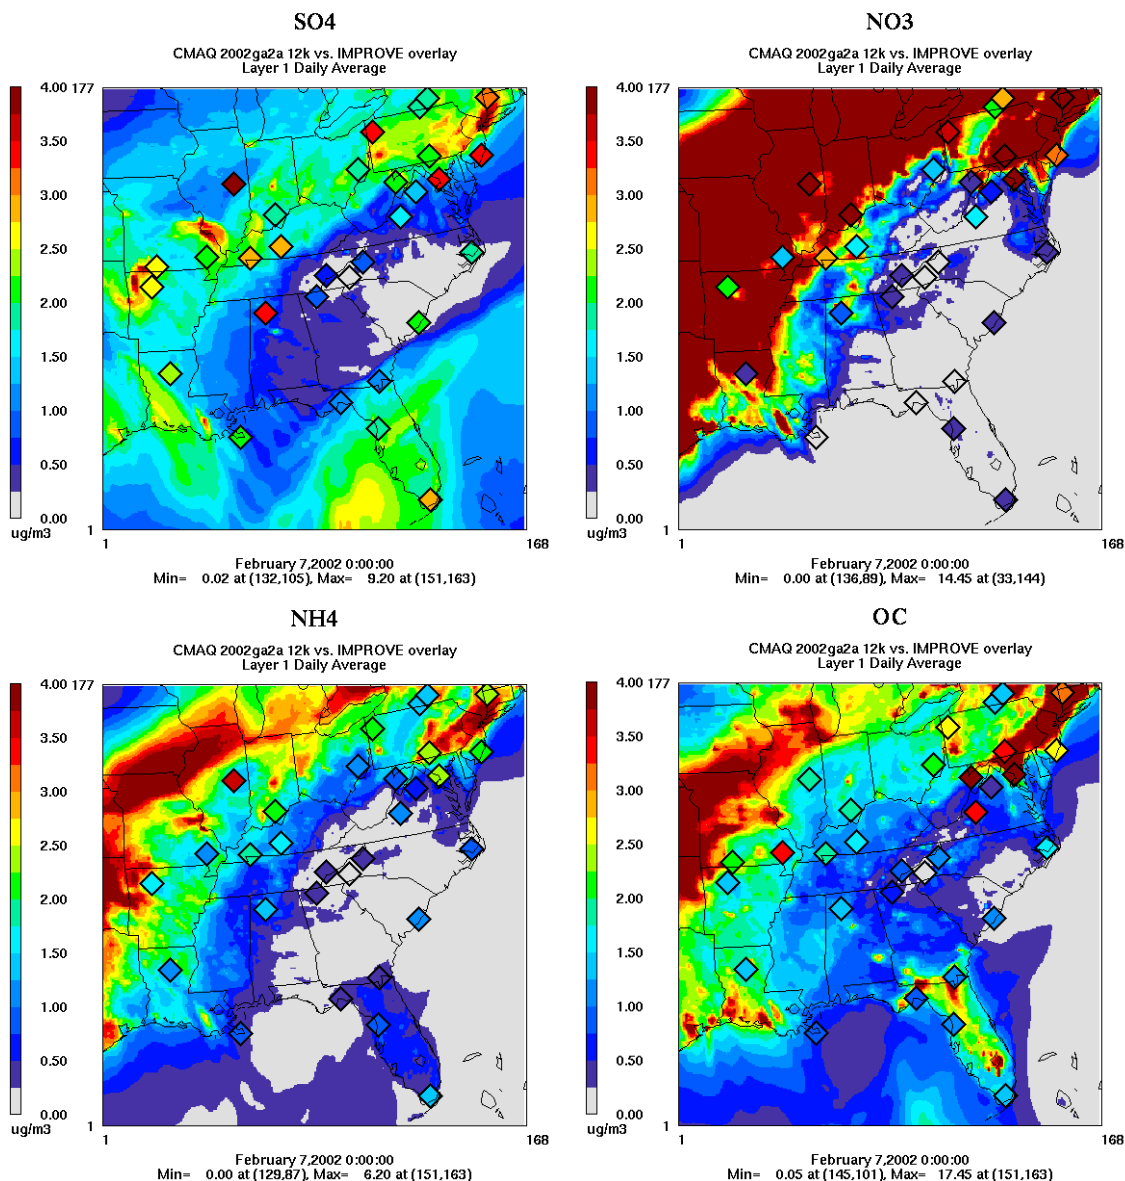 SO4
CMAQ 2002ga2a 12k vs. IMPROVE overlay
Layer 1 Daily Average
4.00 177
3.50
3.00
2.50
2.00
1.50
1.00
0.50
0.00
1
ug/m3
1 168
February 7,2002 0:00:00
Min= 0.02 at (132,105), Max= 9.20 at (151,163)
NO3
CMAQ 2002ga2a 12k vs. IMPROVE overlay
Layer 1 Daily Average
4.00 177
3.50
3.00
2.50
2.00
1.50
1.00
0.50
0.00
1
ug/m3
1 168
February 7,2002 0:00:00
Min= 0.00 at (136,89), Max= 14.45 at (33,144)
NH4
CMAQ 2002ga2a 12k vs. IMPROVE overlay
Layer 1 Daily Average
4.00 177
3.50
3.00
2.50
2.00
1.50
1.00
0.50
0.00
1
ug/m3
1 168
February 7,2002 0:00:00
Min= 0.00 at (129,87), Max= 6.20 at (151,163)
OC
CMAQ 2002ga2a 12k vs. IMPROVE overlay
Layer 1 Daily Average
4.00 177
3.50
3.00
2.50
2.00
1.50
1.00
0.50
0.00
1
ug/m3
1 168
February 7,2002 0:00:00
Min= 0.05 at (145,101), Max= 17.45 at (151,163)